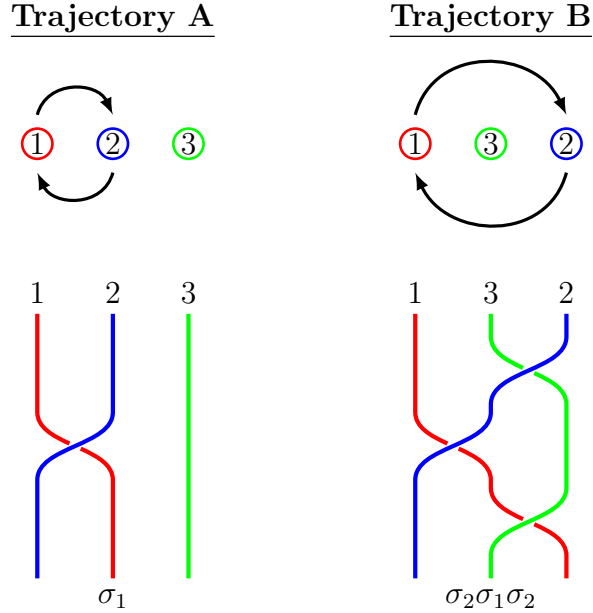 Trajectory A
Trajectory B
1 2 3
1 3 2
1 2 3
1 3 2
σ₁
σ₂σ₁σ₂